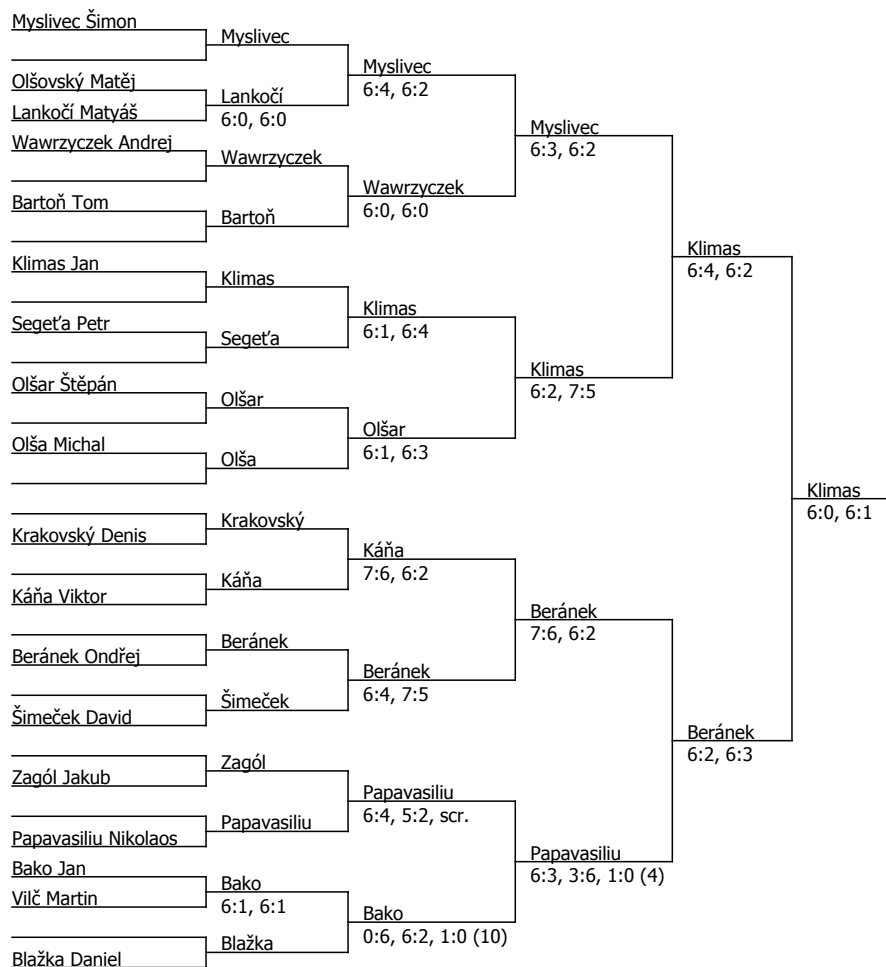 Myslivec Šimon
Olšovský Matěj
Lankočí Matyáš
Wawrzyczek Andrej
Bartoň Tom
Klimas Jan
Segeťa Petr
Olšar Štěpán
Olša Michal
Krakovský Denis
Káňa Viktor
Beránek Ondřej
Šimeček David
Zagól Jakub
Papavasiliu Nikolaos
Bako Jan
Vilč Martin
Blažka Daniel
Myslivec
Lankočí
6:0, 6:0
Wawrzyczek
Bartoň
Klimas
Segeťa
Olšar
Olša
Krakovský
Káňa
Beránek
Šimeček
Zagól
Papavasiliu
Bako
6:1, 6:1
Blažka
Myslivec
6:4, 6:2
Wawrzyczek
6:0, 6:0
Klimas
6:1, 6:4
Olšar
6:1, 6:3
Káňa
7:6, 6:2
Beránek
6:4, 7:5
Papavasiliu
6:4, 5:2, scr.
Bako
0:6, 6:2, 1:0 (10)
Myslivec
6:3, 6:2
Klimas
6:2, 7:5
Beránek
7:6, 6:2
Papavasiliu
6:3, 3:6, 1:0 (4)
Klimas
6:4, 6:2
Beránek
6:2, 6:3
Klimas
6:0, 6:1